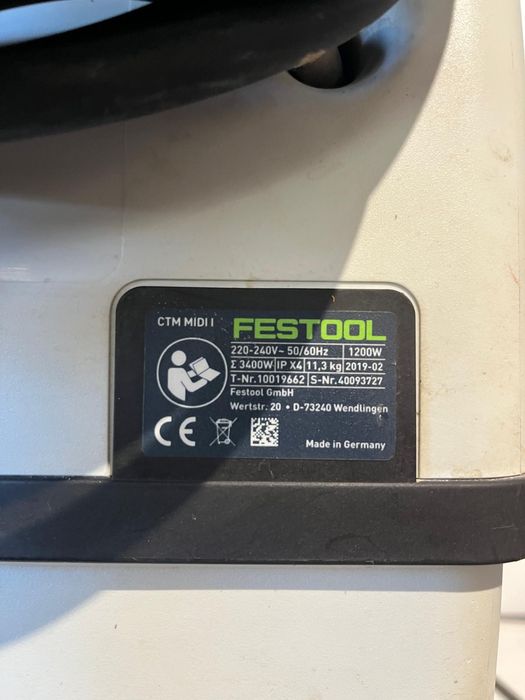 CTM MIDI I
FESTOOL
220-240V~ 50/60Hz 1200W
Σ 3400W IP X4 11,3 kg 2019-02
T-Nr.10019662 S-Nr.40093727
Festool GmbH
Wertstr. 20 • D-73240 Wendlingen
CE
Made in Germany